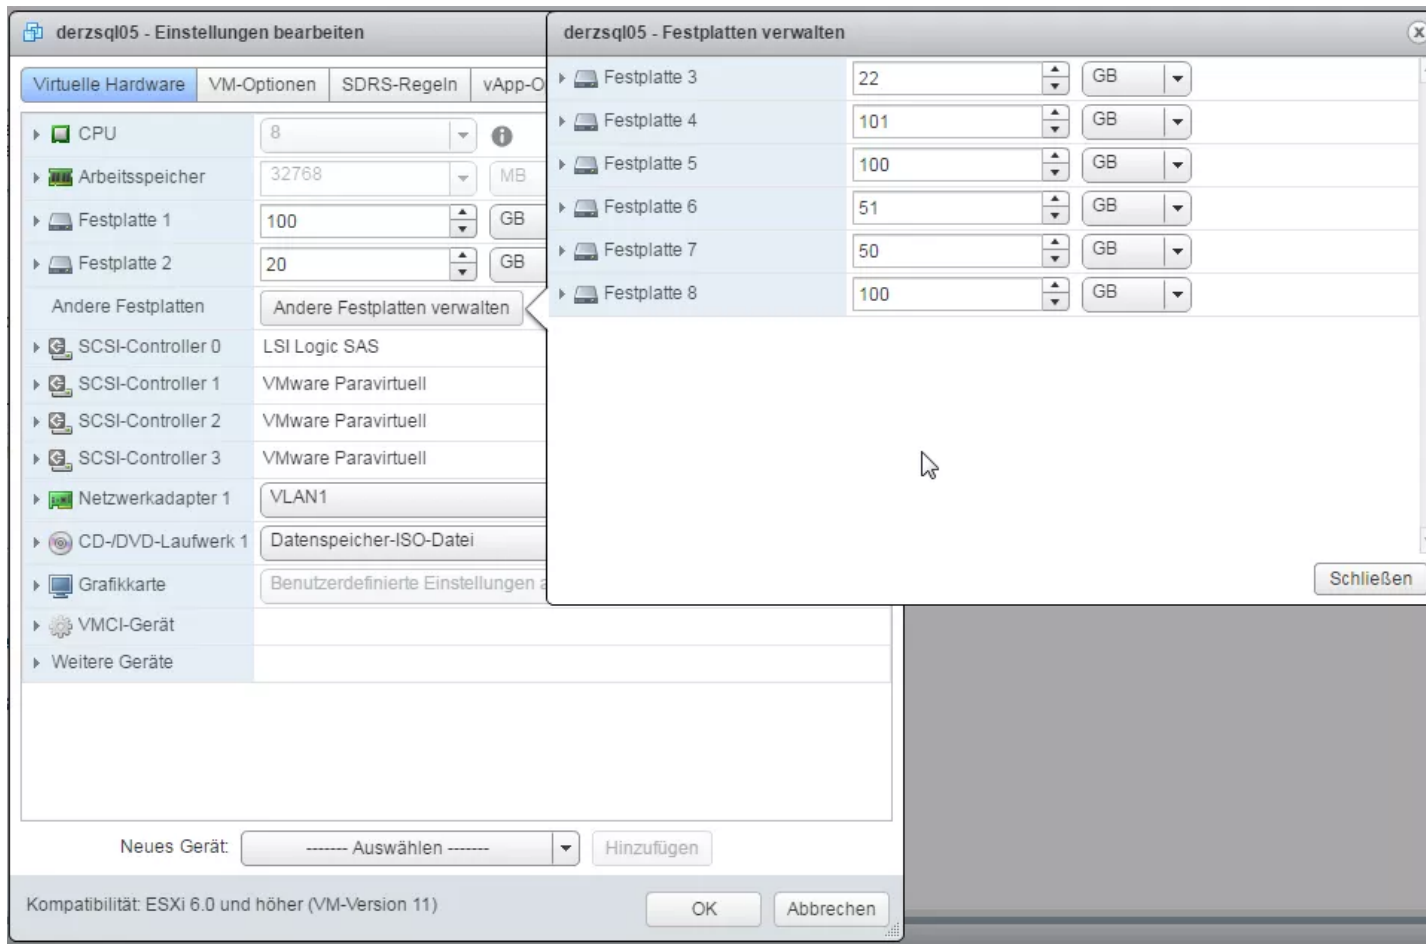 derzsql05 - Einstellungen bearbeiten
Virtuelle Hardware VM-Optionen SDRS-Regeln vApp-O
CPU 8
Arbeitsspeicher 32768 MB
Festplatte 1 100 GB
Festplatte 2 20 GB
Andere Festplatten Andere Festplatten verwalten
SCSI-Controller 0 LSI Logic SAS
SCSI-Controller 1 VMware Paravirtuell
SCSI-Controller 2 VMware Paravirtuell
SCSI-Controller 3 VMware Paravirtuell
Netzwerkadapter 1 VLAN1
CD-/DVD-Laufwerk 1 Datenspeicher-ISO-Datei
Grafikkarte Benutzerdefinierte Einstellungen a
VMCI-Gerät
Weitere Geräte
Neues Gerät: ------- Auswählen ------- Hinzufügen
Kompatibilität: ESXi 6.0 und höher (VM-Version 11) OK Abbrechen
derzsql05 - Festplatten verwalten
Festplatte 3 22 GB
Festplatte 4 101 GB
Festplatte 5 100 GB
Festplatte 6 51 GB
Festplatte 7 50 GB
Festplatte 8 100 GB
Schließen